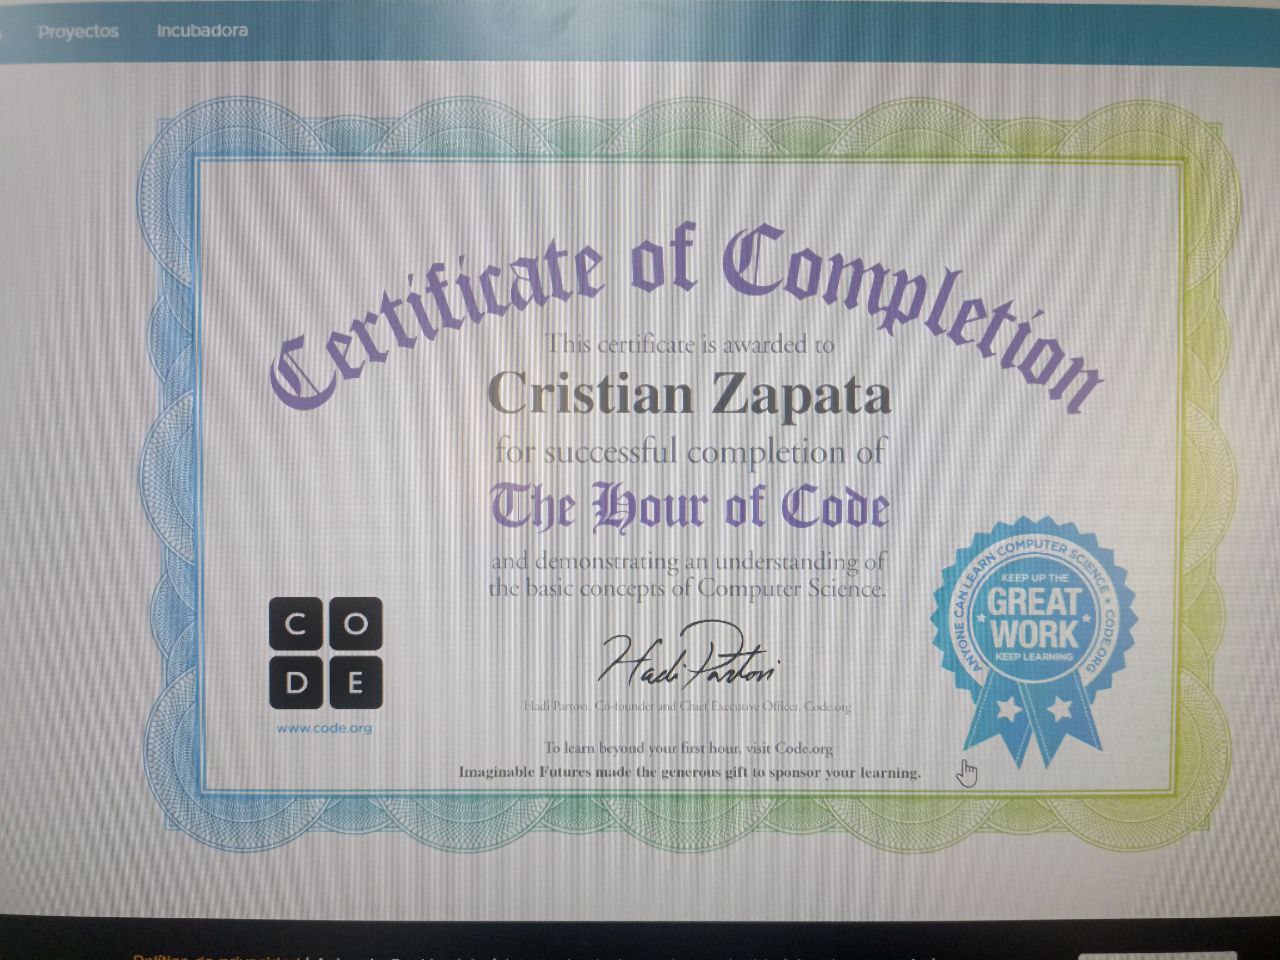 Proyectos Incubadora
Certificate of Completion
This certificate is awarded to
Cristian Zapata
for successful completion of
The Hour of Code
and demonstrating an understanding of
the basic concepts of Computer Science.
C O
D E
www.code.org
Hadi Partovi
Hadi Partovi, Co-founder and Chief Executive Officer, Code.org
To learn beyond your first hour, visit Code.org
Imaginable Futures made the generous gift to sponsor your learning.
ANYONE CAN LEARN COMPUTER SCIENCE • CODE.ORG
KEEP UP THE
GREAT
WORK
KEEP LEARNING